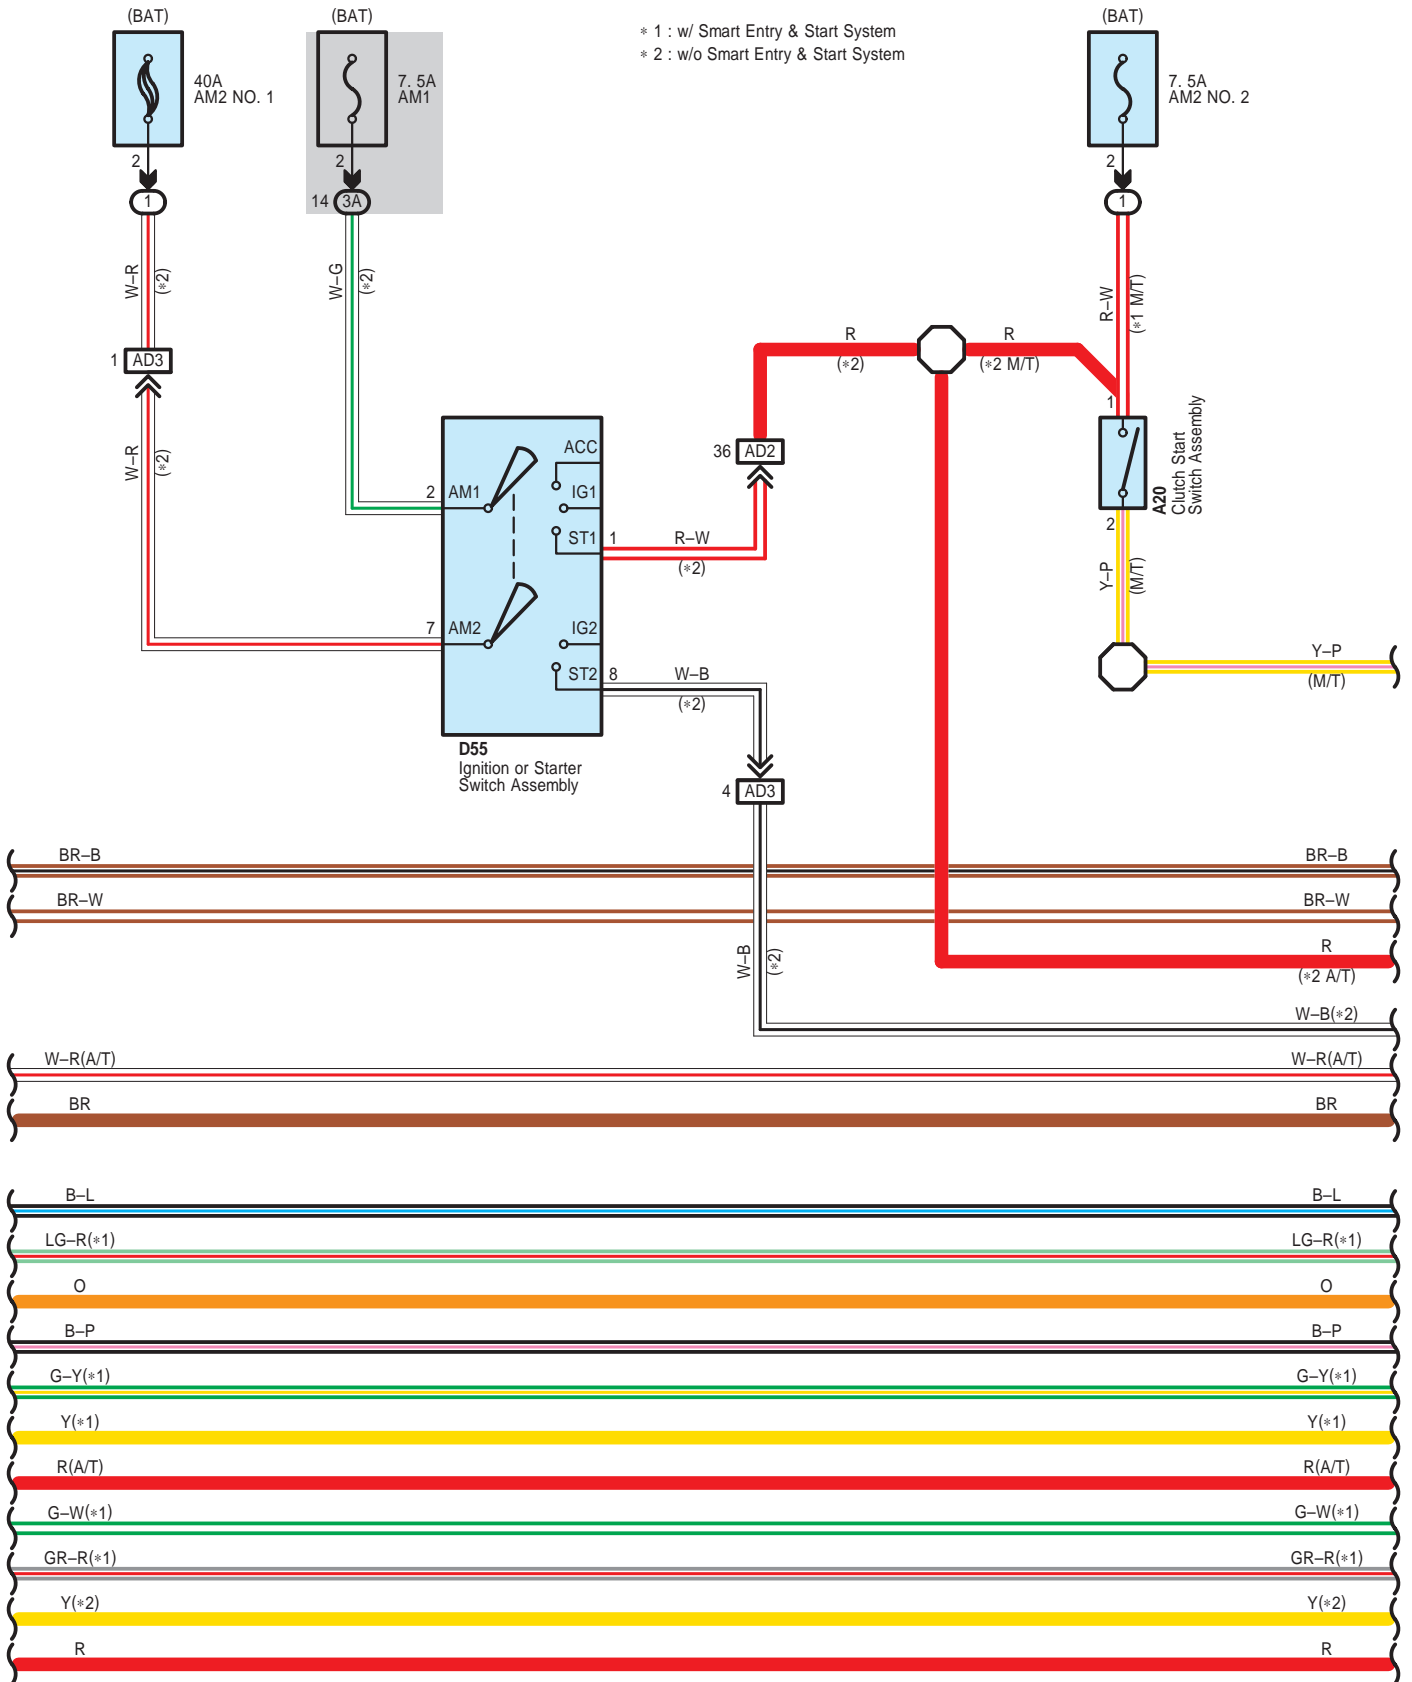 (BAT)
(BAT)
(BAT)
∗ 1 : w/ Smart Entry & Start System
∗ 2 : w/o Smart Entry & Start System
40A
AM2 NO. 1
7. 5A
AM1
7. 5A
AM2 NO. 2
2
2
2
1
14
3A
1
W–R
(∗2)
W–G
(∗2)
R–W
(∗1 M/T)
1
AD3
R
(∗2)
R
(∗2 M/T)
W–R
(∗2)
1
A20
Clutch Start
Switch Assembly
2
36
AD2
ACC
2
AM1
IG1
ST1
1
R–W
(∗2)
Y–P
(M/T)
7
AM2
IG2
ST2
8
W–B
(∗2)
Y–P
(M/T)
D55
Ignition or Starter
Switch Assembly
4
AD3
BR–B
BR–B
BR–W
BR–W
W–B
(∗2)
R
(∗2 A/T)
W–B(∗2)
W–R(A/T)
W–R(A/T)
BR
BR
B–L
B–L
LG–R(∗1)
LG–R(∗1)
O
O
B–P
B–P
G–Y(∗1)
G–Y(∗1)
Y(∗1)
Y(∗1)
R(A/T)
R(A/T)
G–W(∗1)
G–W(∗1)
GR–R(∗1)
GR–R(∗1)
Y(∗2)
Y(∗2)
R
R